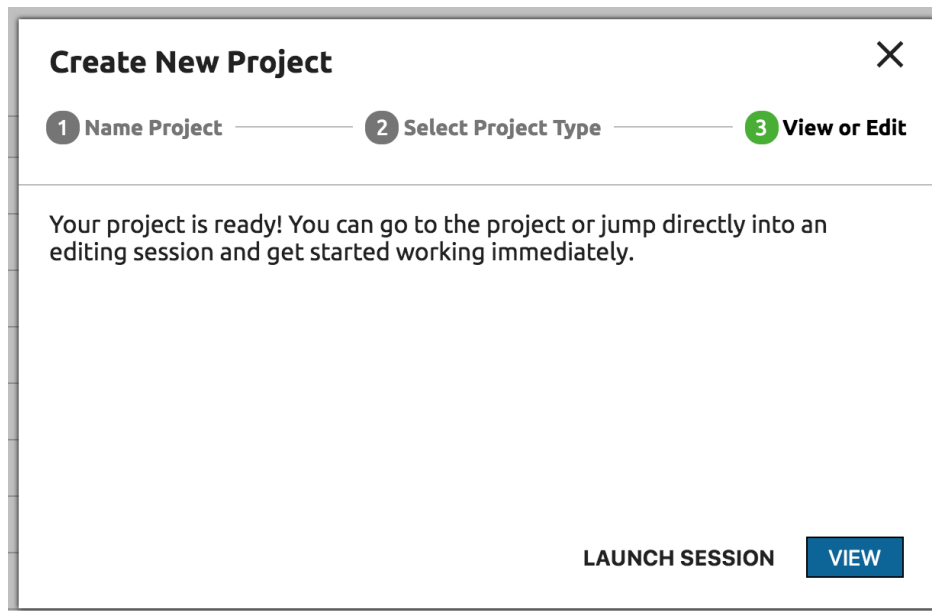 Create New Project
1 Name Project 2 Select Project Type 3 View or Edit
Your project is ready! You can go to the project or jump directly into an
editing session and get started working immediately.
LAUNCH SESSION VIEW